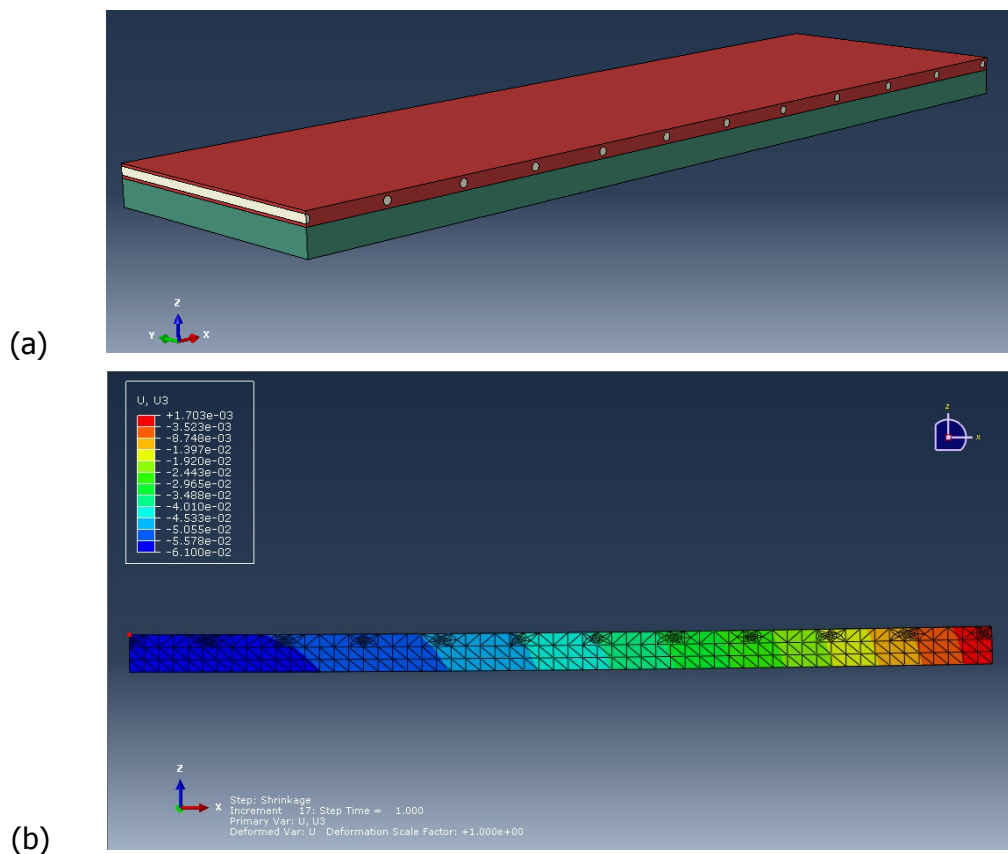 Z
Y
X
(a)
U, U3
+1.703e-03
-3.523e-03
-8.748e-03
-1.397e-02
-1.920e-02
-2.443e-02
-2.965e-02
-3.488e-02
-4.010e-02
-4.533e-02
-5.055e-02
-5.578e-02
-6.100e-02
z
x
Z
X
Step: Shrinkage
Increment 17: Step Time = 1.000
Primary Var: U, U3
Deformed Var: U Deformation Scale Factor: +1.000e+00
(b)